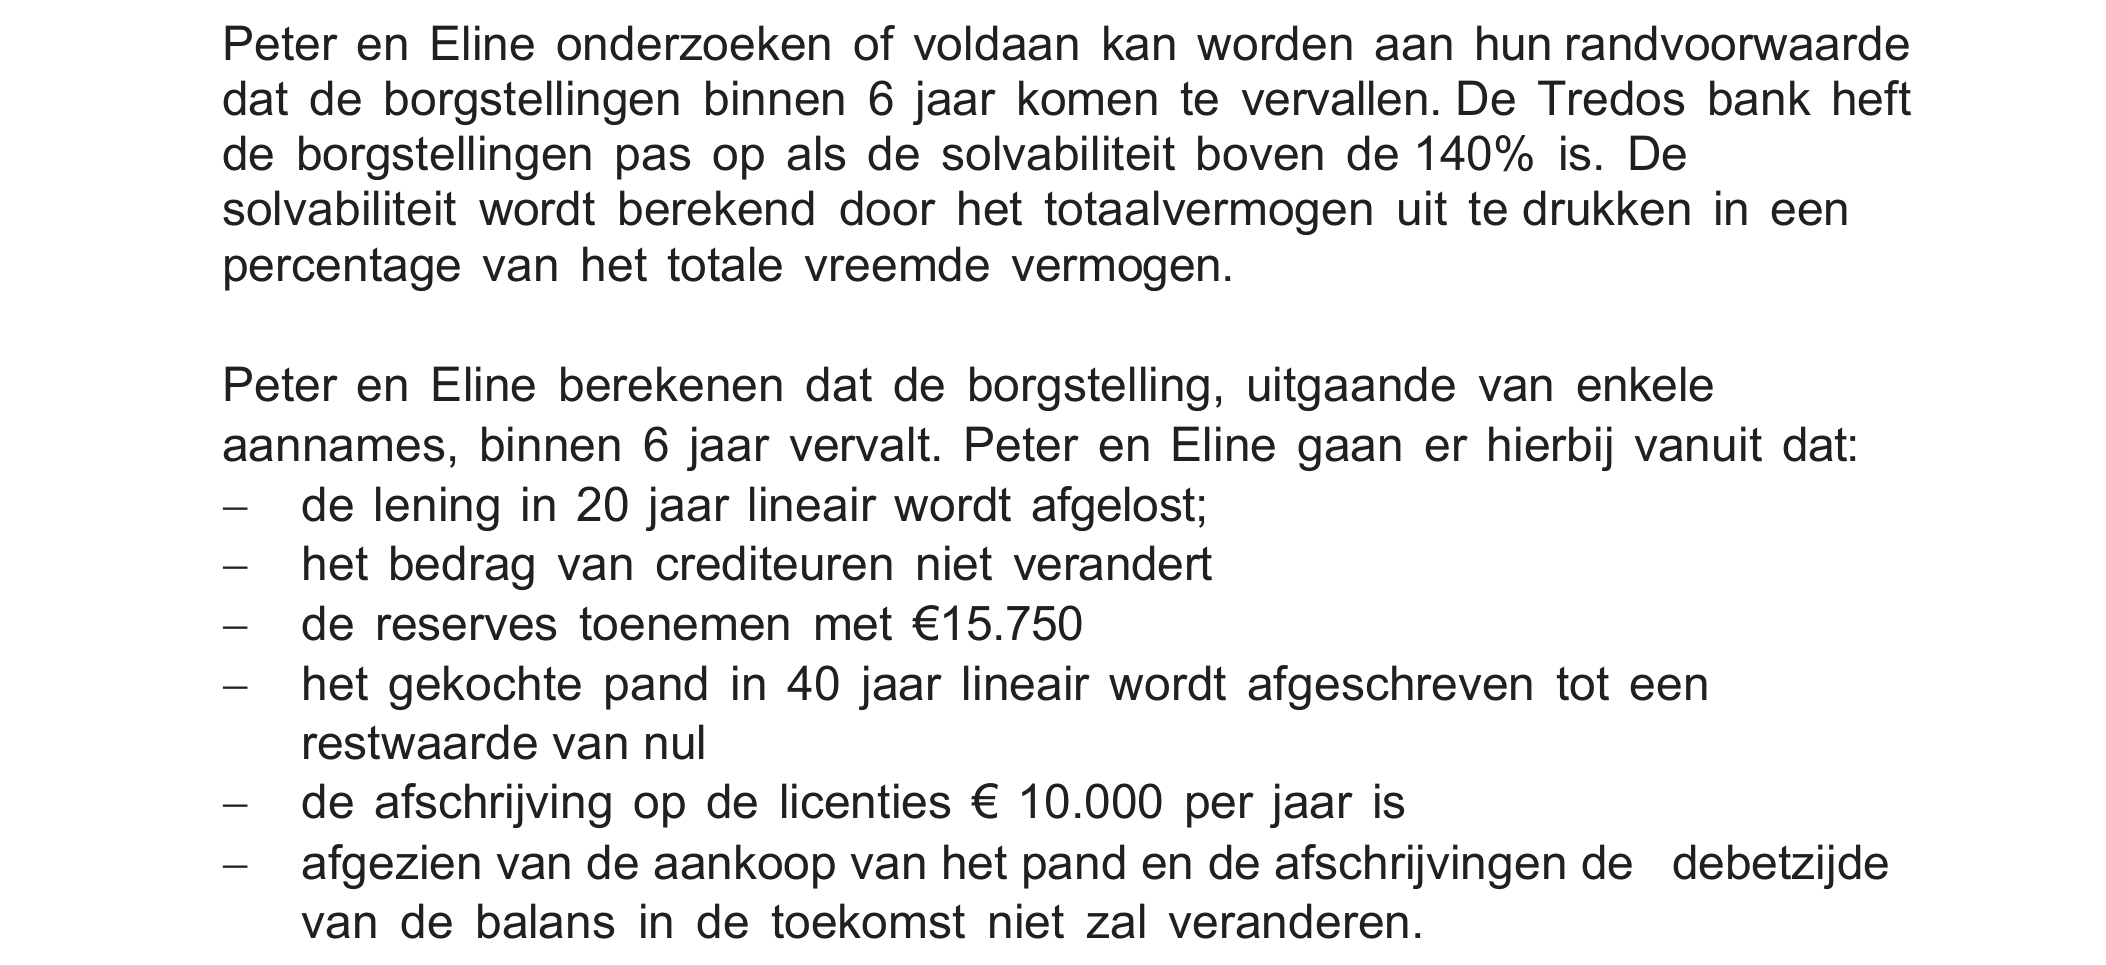 Peter en Eline onderzoeken of voldaan kan worden aan hun randvoorwaarde
dat de borgstellingen binnen 6 jaar komen te vervallen. De Tredos bank heft
de borgstellingen pas op als de solvabiliteit boven de 140% is. De
solvabiliteit wordt berekend door het totaalvermogen uit te drukken in een
percentage van het totale vreemde vermogen.
Peter en Eline berekenen dat de borgstelling, uitgaande van enkele
aannames, binnen 6 jaar vervalt. Peter en Eline gaan er hierbij vanuit dat:
– de lening in 20 jaar lineair wordt afgelost;
– het bedrag van crediteuren niet verandert
– de reserves toenemen met €15.750
– het gekochte pand in 40 jaar lineair wordt afgeschreven tot een
restwaarde van nul
– de afschrijving op de licenties € 10.000 per jaar is
– afgezien van de aankoop van het pand en de afschrijvingen de debetzijde
van de balans in de toekomst niet zal veranderen.